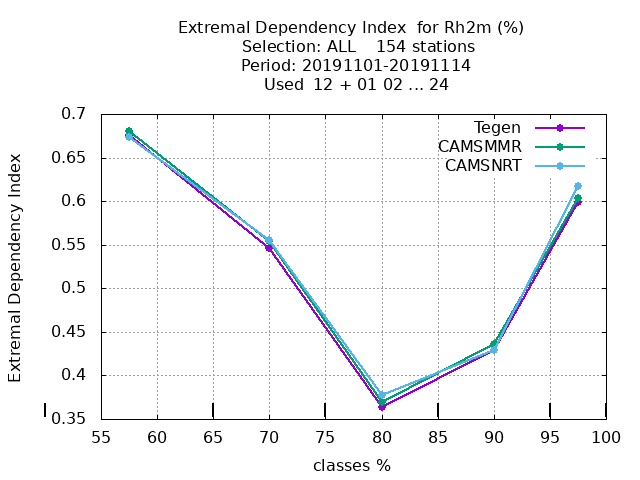 Extremal Dependency Index  for Rh2m (%)
Selection: ALL    154 stations
Period: 20191101-20191114
Used  12 + 01 02 ... 24
Extremal Dependency Index
0.7
0.65
0.6
0.55
0.5
0.45
0.4
0.35
Tegen
CAMSMMR
CAMSNRT
55 60 65 70 75 80 85 90 95 100
classes %